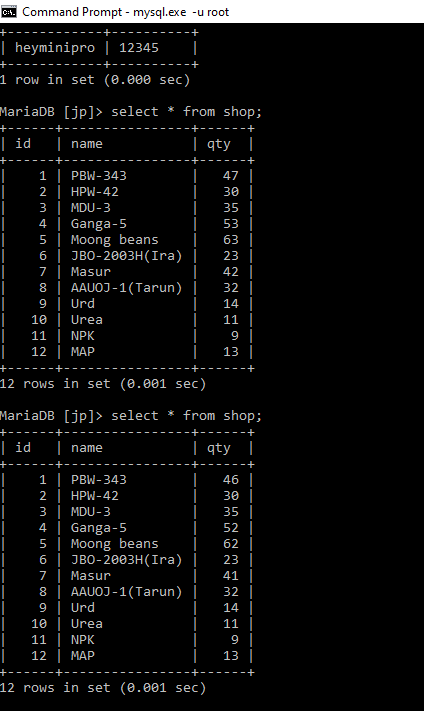 Command Prompt - mysql.exe  -u root
+------------+----------+
| heyminipro | 12345    |
+------------+----------+
1 row in set (0.000 sec)

MariaDB [jp]> select * from shop;
+------+----------------+------+
| id   | name           | qty  |
+------+----------------+------+
|    1 | PBW-343        |   47 |
|    2 | HPW-42         |   30 |
|    3 | MDU-3          |   35 |
|    4 | Ganga-5        |   53 |
|    5 | Moong beans    |   63 |
|    6 | JBO-2003H(Ira) |   23 |
|    7 | Masur          |   42 |
|    8 | AAUOJ-1(Tarun) |   32 |
|    9 | Urd            |   14 |
|   10 | Urea           |   11 |
|   11 | NPK            |    9 |
|   12 | MAP            |   13 |
+------+----------------+------+
12 rows in set (0.001 sec)

MariaDB [jp]> select * from shop;
+------+----------------+------+
| id   | name           | qty  |
+------+----------------+------+
|    1 | PBW-343        |   46 |
|    2 | HPW-42         |   30 |
|    3 | MDU-3          |   35 |
|    4 | Ganga-5        |   52 |
|    5 | Moong beans    |   62 |
|    6 | JBO-2003H(Ira) |   23 |
|    7 | Masur          |   41 |
|    8 | AAUOJ-1(Tarun) |   32 |
|    9 | Urd            |   14 |
|   10 | Urea           |   11 |
|   11 | NPK            |    9 |
|   12 | MAP            |   13 |
+------+----------------+------+
12 rows in set (0.001 sec)